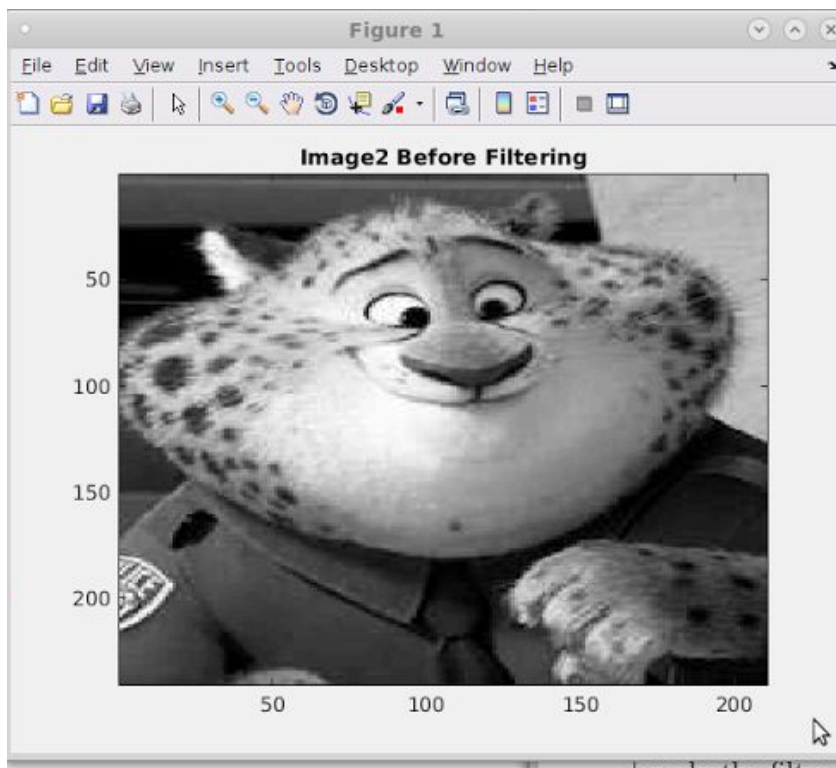 Figure 1
File Edit View Insert Tools Desktop Window Help
Image2 Before Filtering
50
100
150
200
50 100 150 200